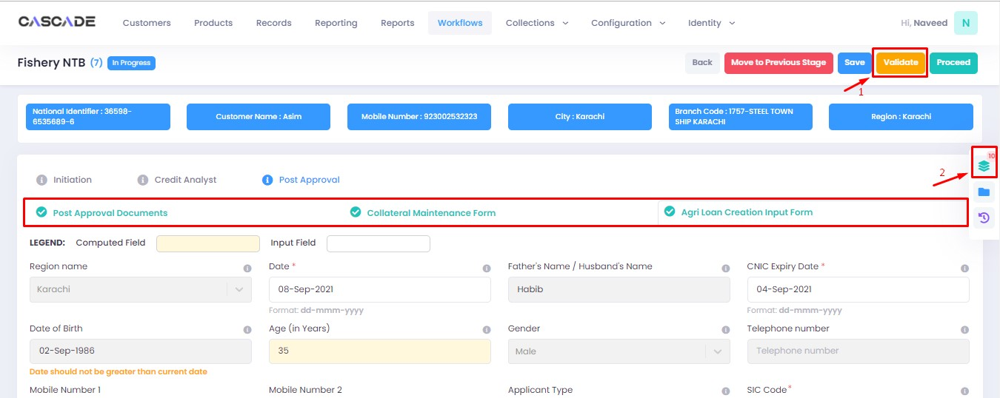 CASCADE
Customers Products Records Reporting Reports Workflows Collections Configuration Identity Hi, Naveed N
Fishery NTB (7) In Progress Back Move to Previous Stage Save Validate Proceed
1
National Identifier : 36598-
6535689-6
Customer Name : Asim
Mobile Number : 923002532323
City : Karachi
Branch Code : 1757-STEEL TOWN
SHIP KARACHI
Region : Karachi
10
2
Initiation Credit Analyst Post Approval
Post Approval Documents Collateral Maintenance Form Agri Loan Creation Input Form
LEGEND: Computed Field Input Field
Region name Date * Father's Name / Husband's Name CNIC Expiry Date *
Karachi 08-Sep-2021 Habib 04-Sep-2021
Format: dd-mmm-yyyy Format: dd-mmm-yyyy
Date of Birth Age (in Years) Gender Telephone number
02-Sep-1986 35 Male Telephone number
Date should not be greater than current date
Mobile Number 1 Mobile Number 2 Applicant Type SIC Code*